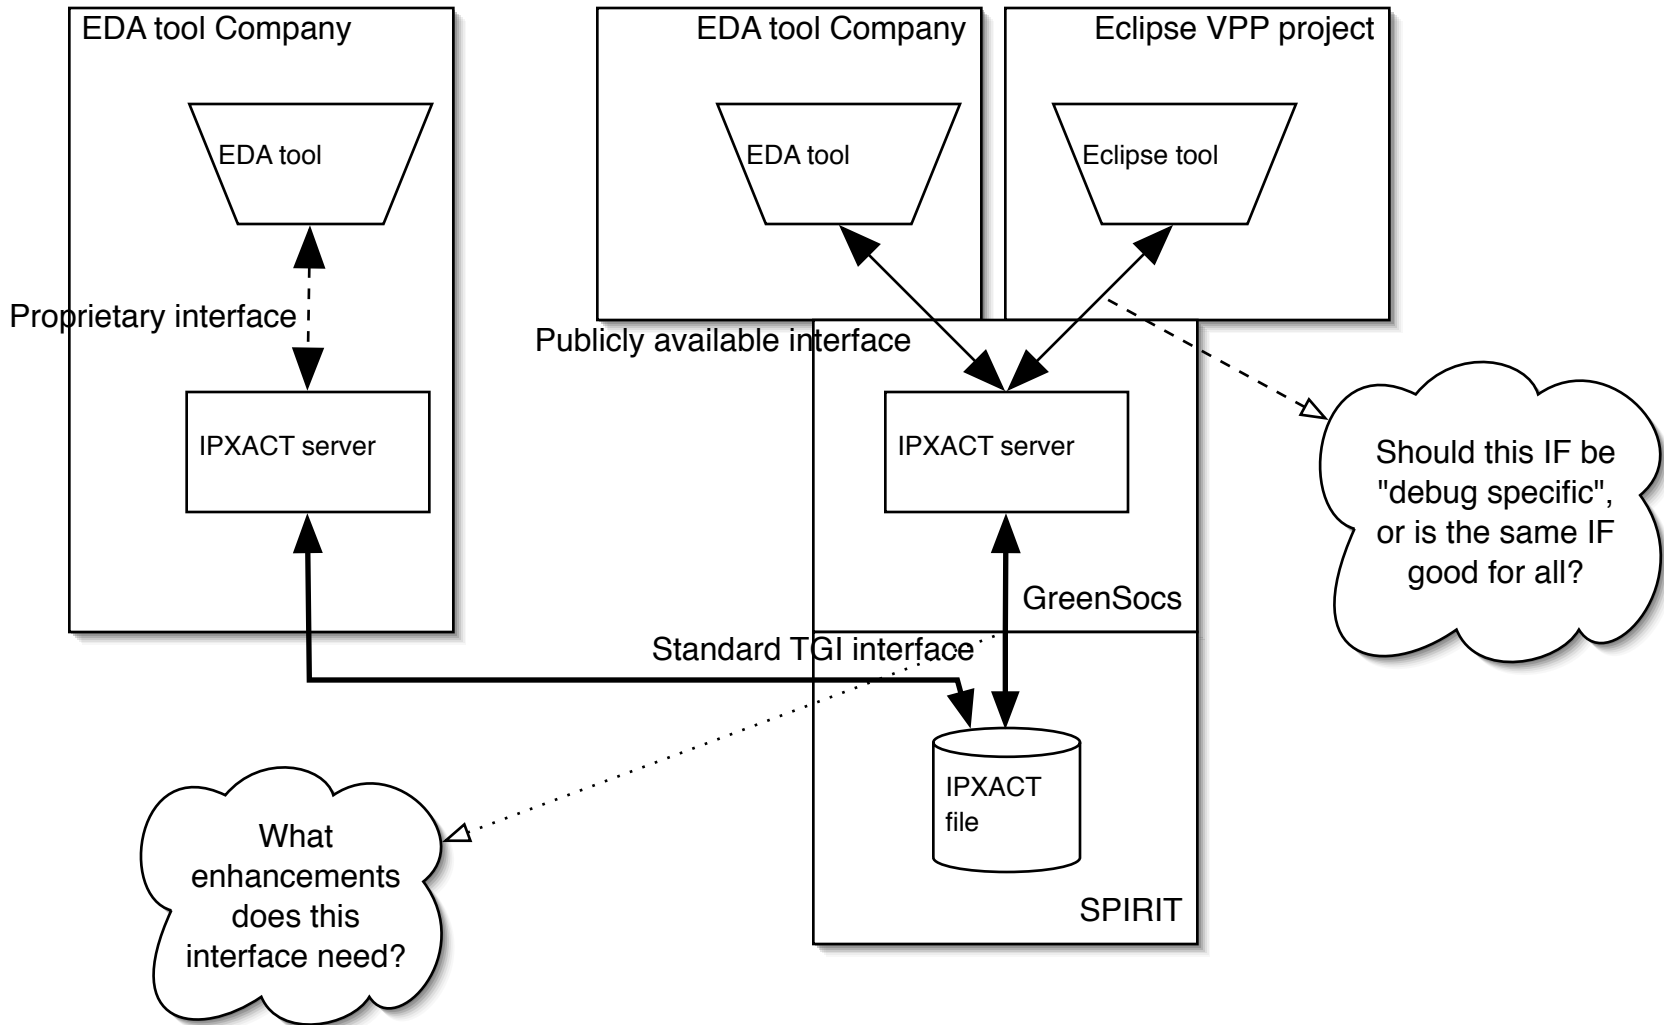 EDA tool Company
EDA tool Company
Eclipse VPP project
EDA tool
EDA tool
Eclipse tool
Proprietary interface
Publicly available interface
IPXACT server
IPXACT server
Should this IF be
"debug specific",
or is the same IF
good for all?
GreenSocs
Standard TGI interface
IPXACT
file
What
enhancements
does this
interface need?
SPIRIT